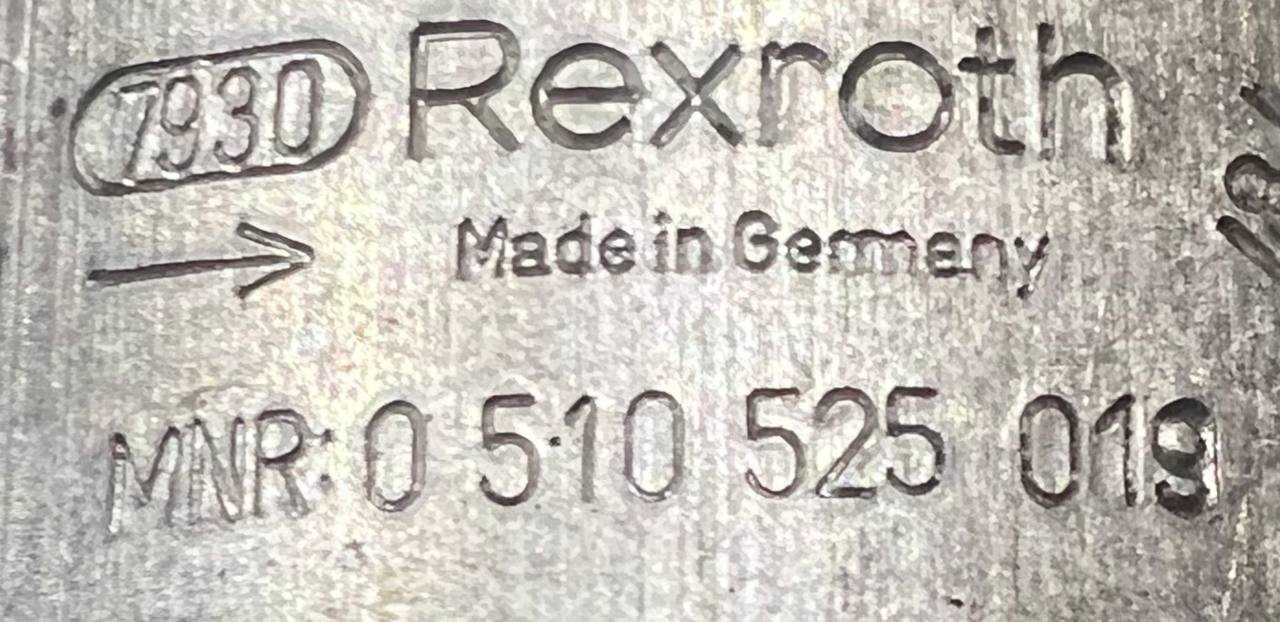 7930 Rexroth
Made in Germany
MNR: 0 510 525 019